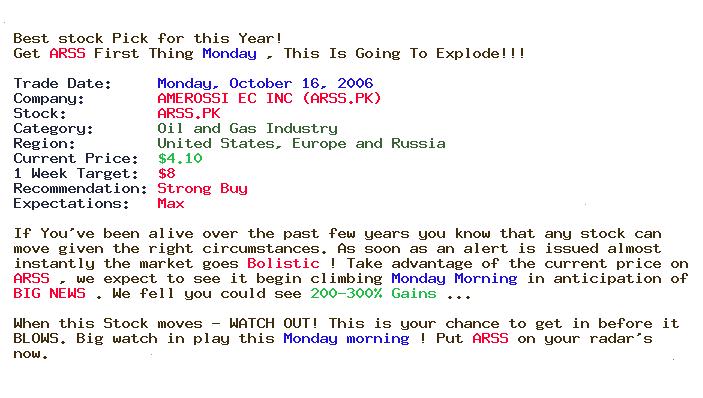 Best stock Pick for this Year!
Get ARSS First Thing Monday , This Is Going To Explode!!!
Trade Date: Monday, October 16, 2006
Company: AMEROSSI EC INC (ARSS.PK)
Stock: ARSS.PK
Category: Oil and Gas Industry
Region: United States, Europe and Russia
Current Price: $4.10
1 Week Target: $8
Recommendation: Strong Buy
Expectations: Max
If You've been alive over the past few years you know that any stock can
move given the right circumstances. As soon as an alert is issued almost
instantly the market goes Bolistic ! Take advantage of the current price on
ARSS , we expect to see it begin climbing Monday Morning in anticipation of
BIG NEWS . We fell you could see 200-300% Gains ...
When this Stock moves - WATCH OUT! This is your chance to get in before it
BLOWS. Big watch in play this Monday morning ! Put ARSS on your radar's
now.